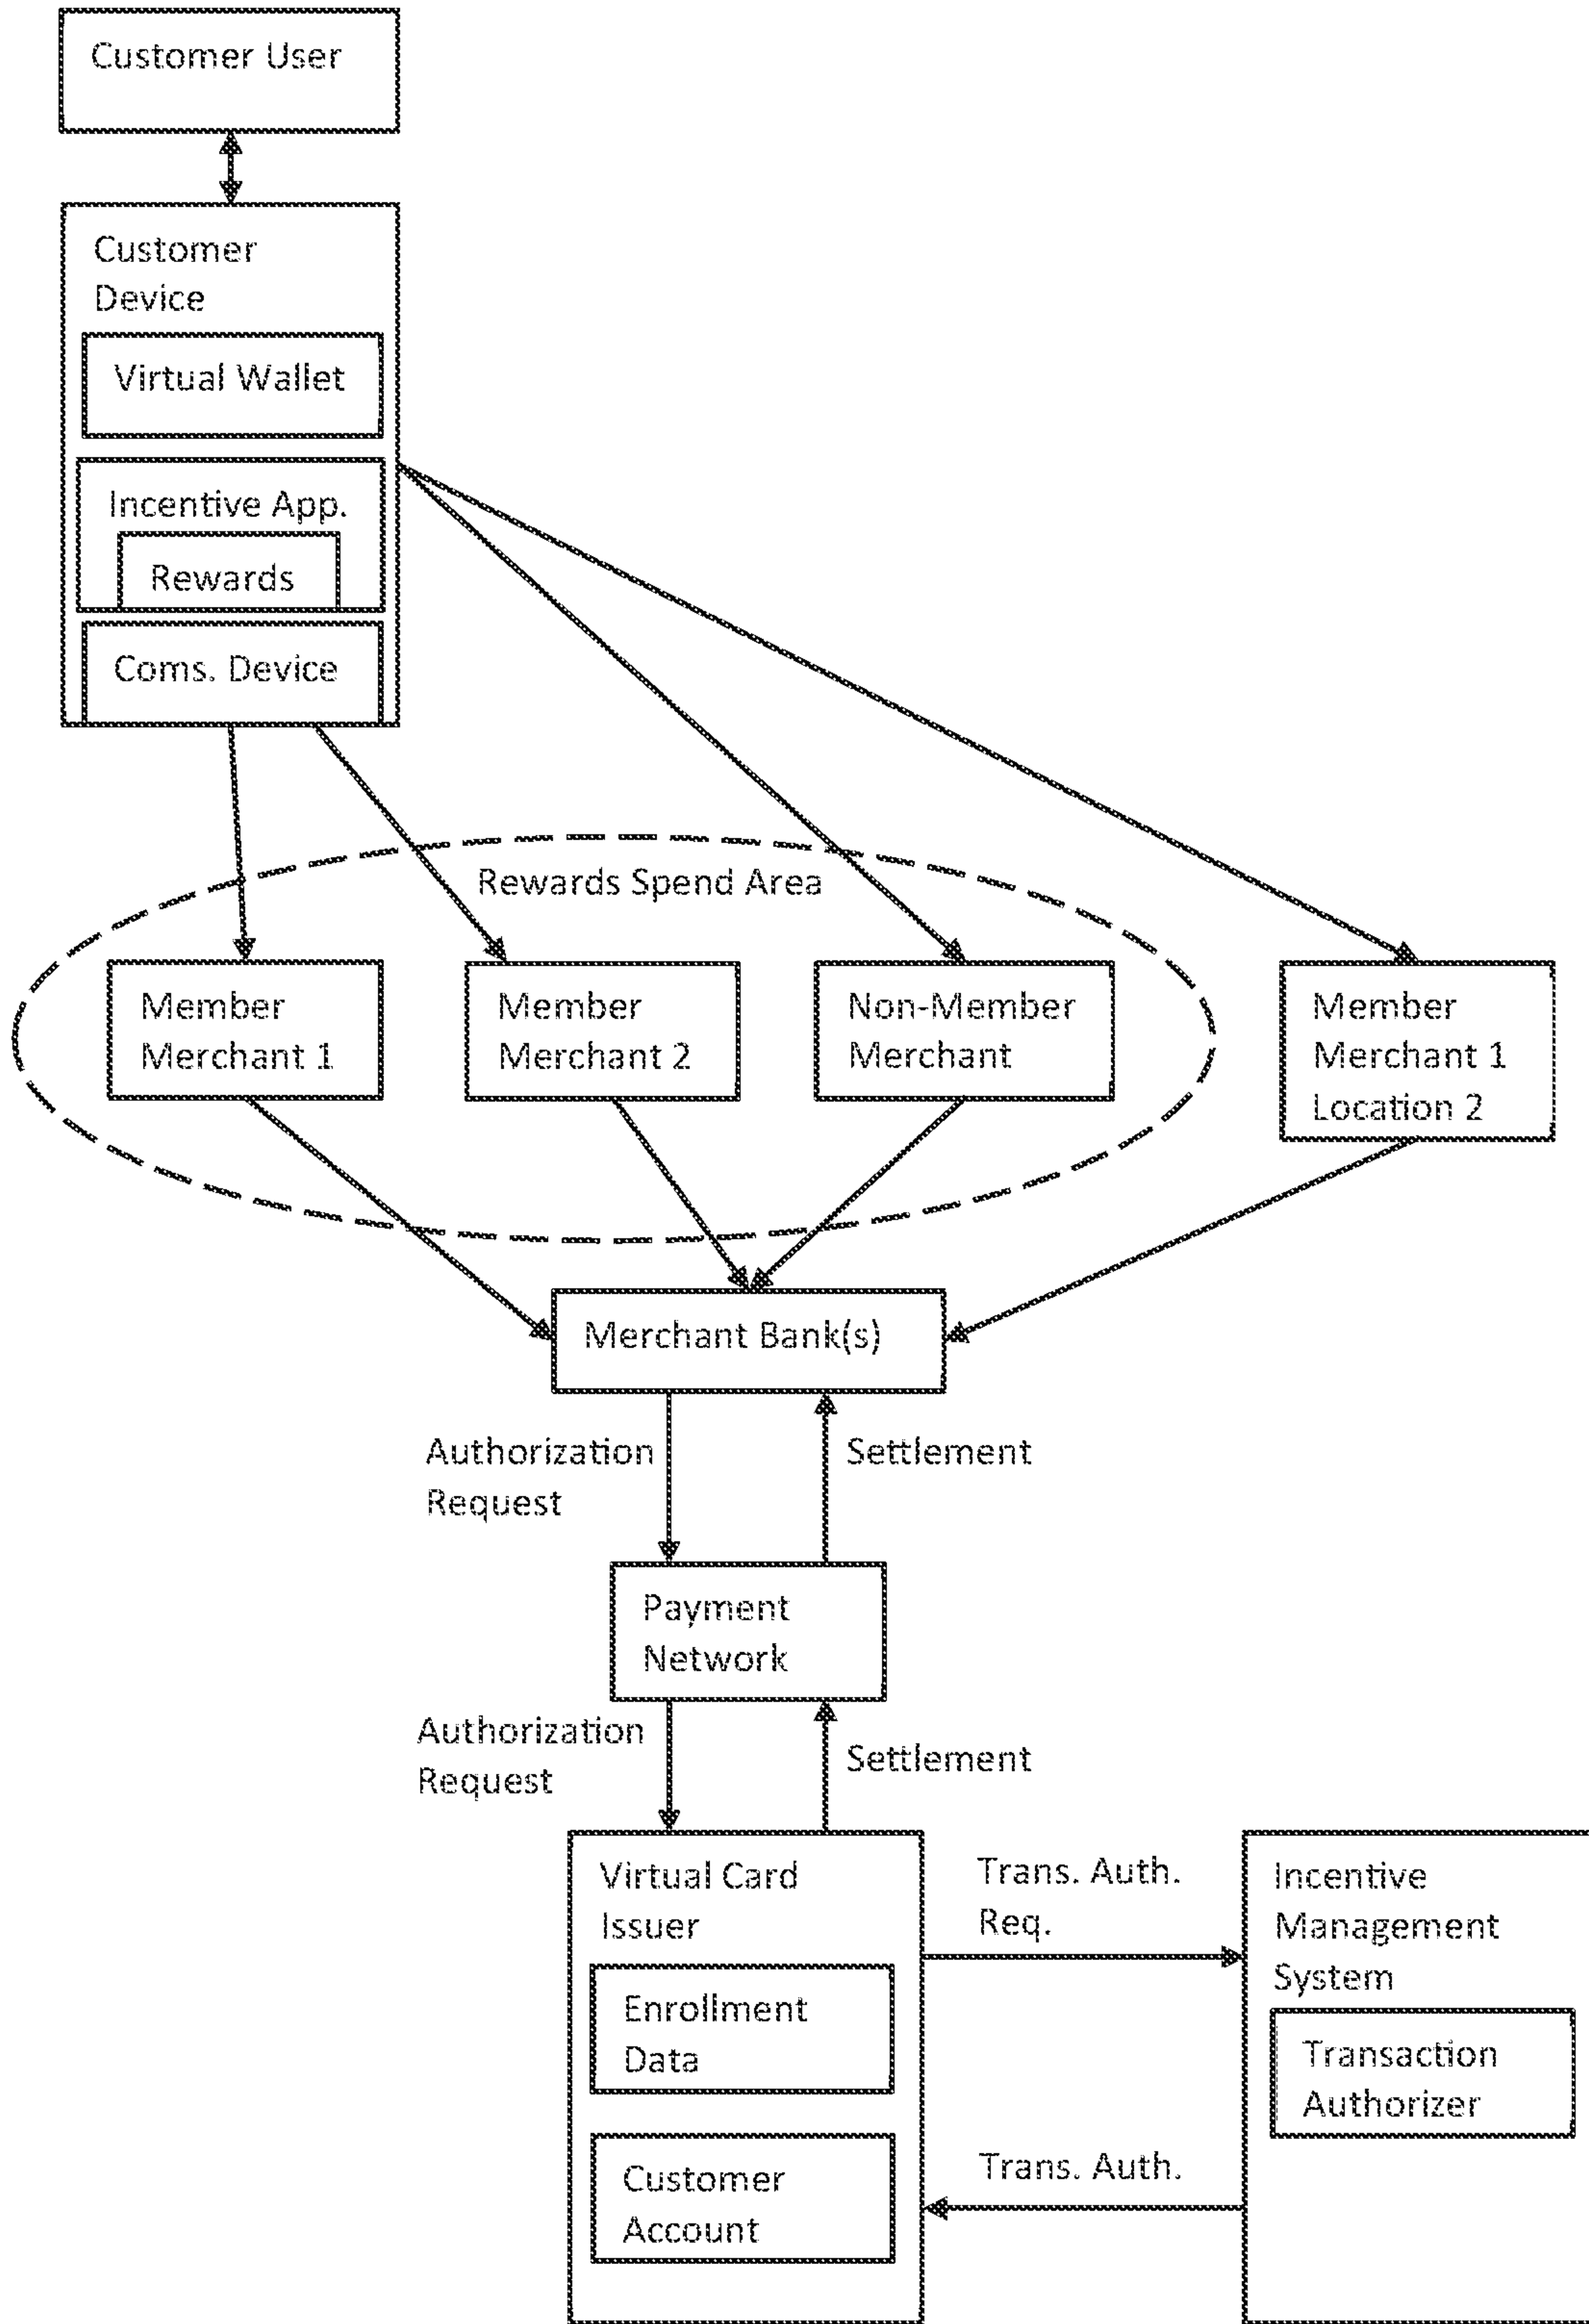 Customer User
Customer
Device
Virtual Wallet
Incentive App.
Rewards
Coms. Device
Rewards Spend Area
Member
Merchant 1
Member
Merchant 2
Non-Member
Merchant
Member
Merchant 1
Location 2
Merchant Bank(s)
Authorization
Request
Settlement
Payment
Network
Authorization
Request
Settlement
Virtual Card
Issuer
Enrollment
Data
Customer
Account
Trans. Auth.
Req.
Trans. Auth.
Incentive
Management
System
Transaction
Authorizer